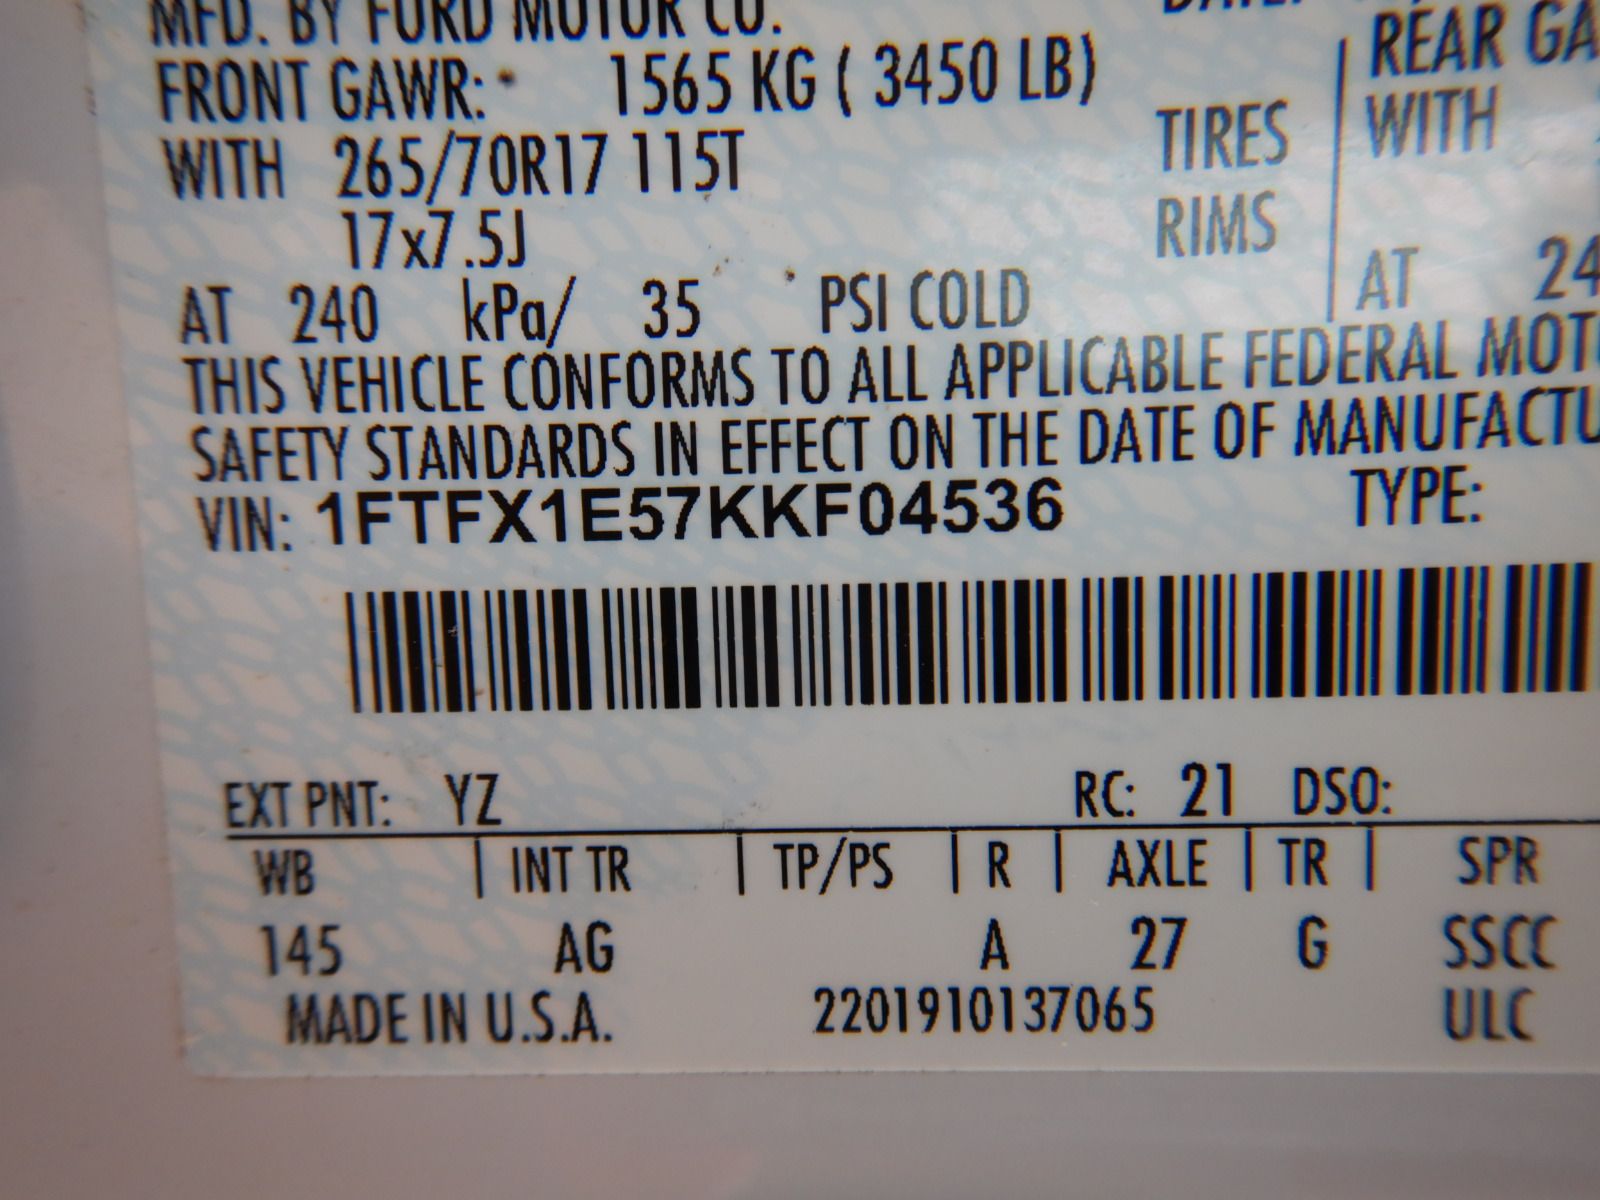 MFD. BY FORD MOTOR CO.
FRONT GAWR: 1565 KG ( 3450 LB) REAR GA
WITH 265/70R17 115T TIRES WITH
17x7.5J RIMS
AT 240 kPa/ 35 PSI COLD AT 24
THIS VEHICLE CONFORMS TO ALL APPLICABLE FEDERAL MOT
SAFETY STANDARDS IN EFFECT ON THE DATE OF MANUFACTU
VIN: 1FTFX1E57KKF04536 TYPE:
EXT PNT: YZ RC: 21 DSO:
WB | INT TR | TP/PS | R | AXLE | TR | SPR
145 AG A 27 G SSCC
MADE IN U.S.A. 2201910137065 ULC